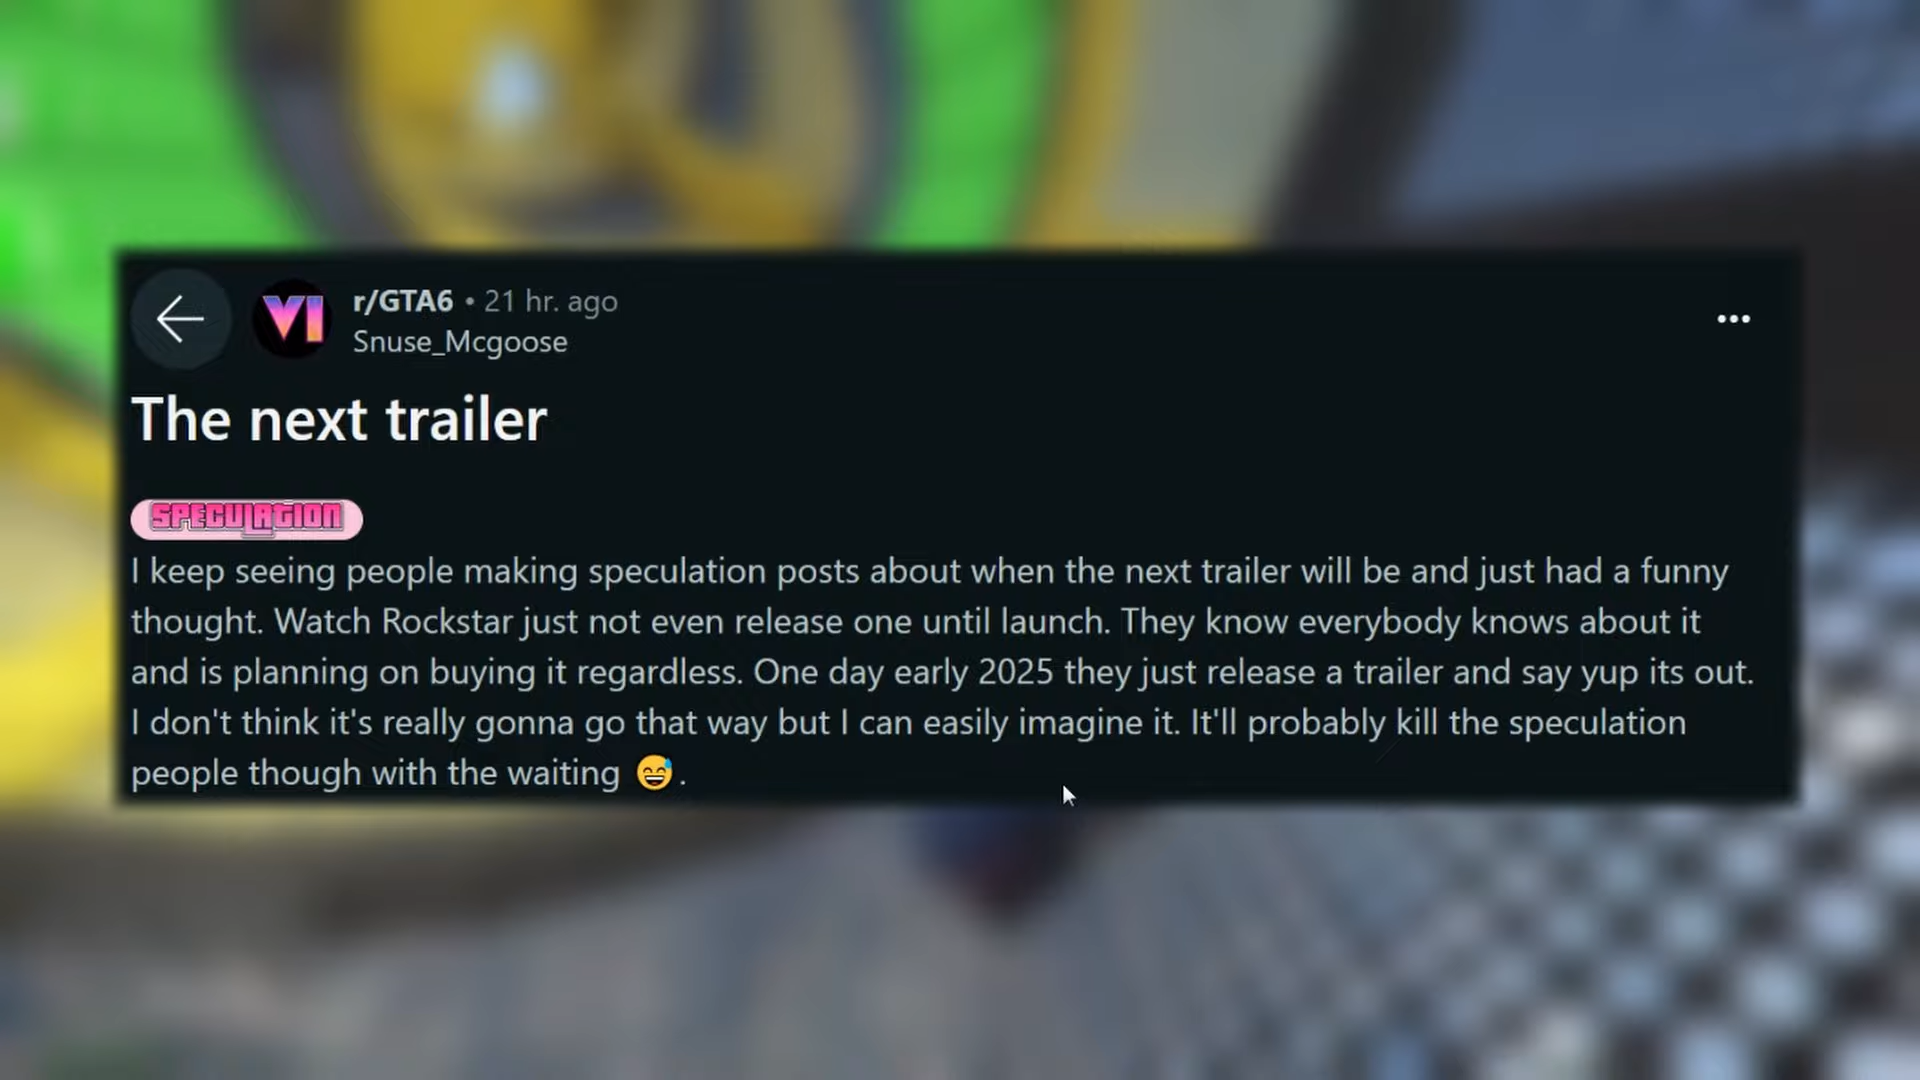 VI
r/GTA6 • 21 hr. ago
Snuse_Mcgoose
The next trailer
SPECULATION
I keep seeing people making speculation posts about when the next trailer will be and just had a funny
thought. Watch Rockstar just not even release one until launch. They know everybody knows about it
and is planning on buying it regardless. One day early 2025 they just release a trailer and say yup its out.
I don't think it's really gonna go that way but I can easily imagine it. It'll probably kill the speculation
people though with the waiting 😅.